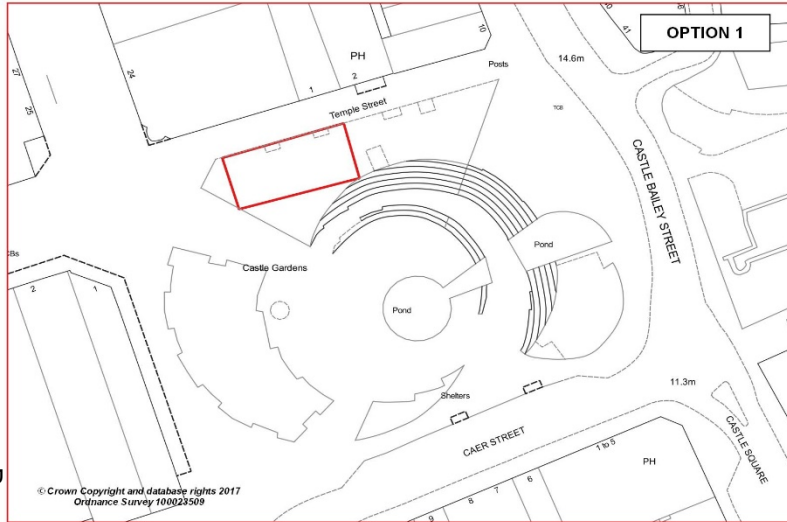 OPTION 1
40
41
10
PH
2
1
24
27
25
14.6m
Posts
Temple Street
TCB
CASTLE BAILEY STREET
CBs
Castle Gardens
Pond
Pond
2
1
Shelters
11.3m
CAER STREET
CASTLE SQUARE
1 to 5
PH
6
7
8
9
© Crown Copyright and database rights 2017
Ordnance Survey 100023509